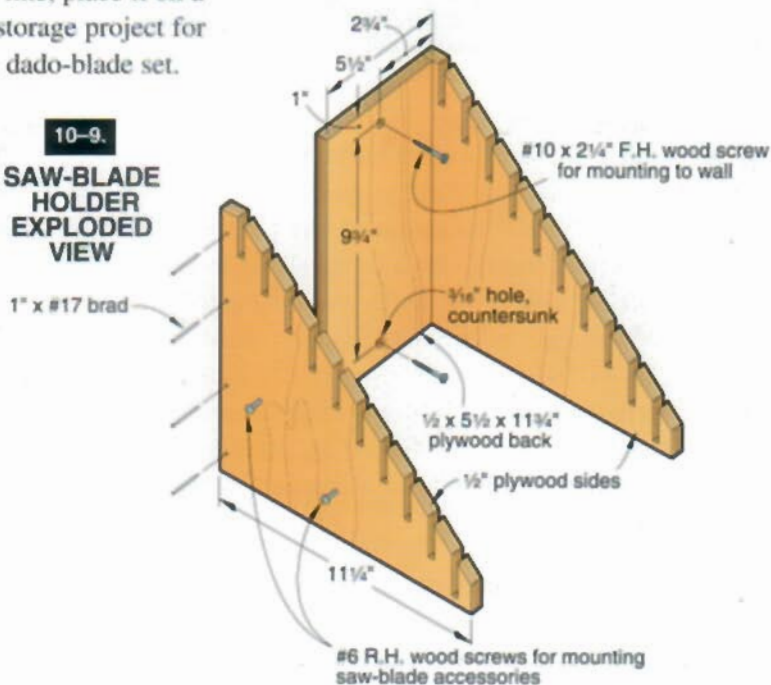 storage project for
dado-blade set.
10–9.
SAW-BLADE
HOLDER
EXPLODED
VIEW
2¾"
5½"
1"
#10 x 2¼" F.H. wood screw
for mounting to wall
9¾"
1" x #17 brad
3/16" hole,
countersunk
½ x 5½ x 11¾"
plywood back
½" plywood sides
11¼"
#6 R.H. wood screws for mounting
saw-blade accessories